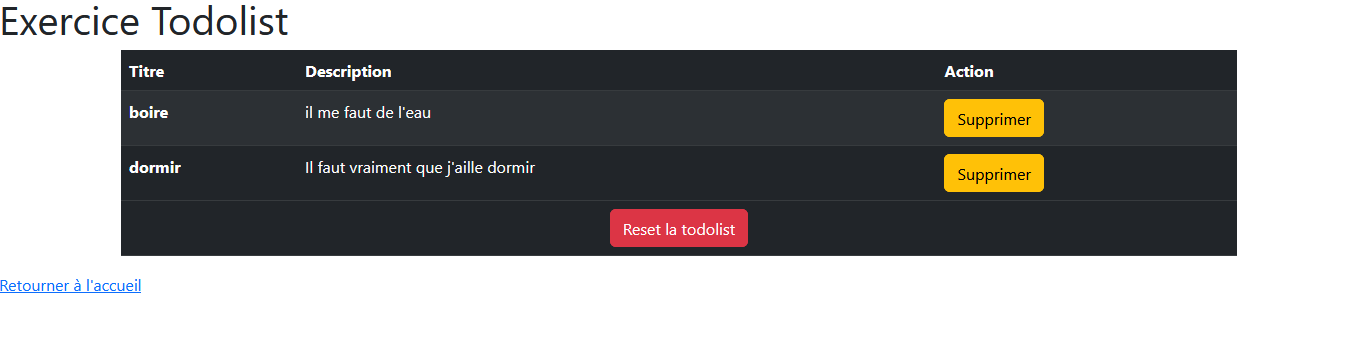 Exercice Todolist
Titre Description Action
boire il me faut de l'eau Supprimer
dormir Il faut vraiment que j'aille dormir Supprimer
Reset la todolist
Retourner à l'accueil